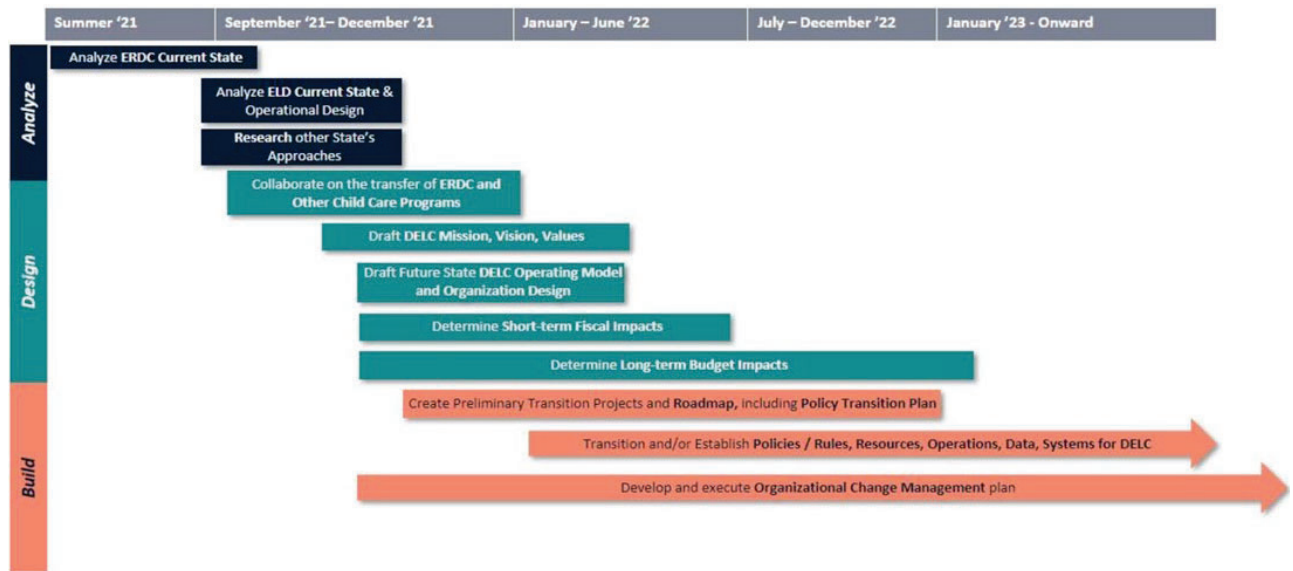 Summer ‘21
September ‘21– December ‘21
January – June ’22
July – December ’22
January ’23 - Onward
Analyze
Analyze ERDC Current State
Analyze ELD Current State &
Operational Design
Research other State’s
Approaches
Design
Collaborate on the transfer of ERDC and
Other Child Care Programs
Draft DELC Mission, Vision, Values
Draft Future State DELC Operating Model
and Organization Design
Determine Short-term Fiscal Impacts
Determine Long-term Budget Impacts
Build
Create Preliminary Transition Projects and Roadmap, including Policy Transition Plan
Transition and/or Establish Policies / Rules, Resources, Operations, Data, Systems for DELC
Develop and execute Organizational Change Management plan